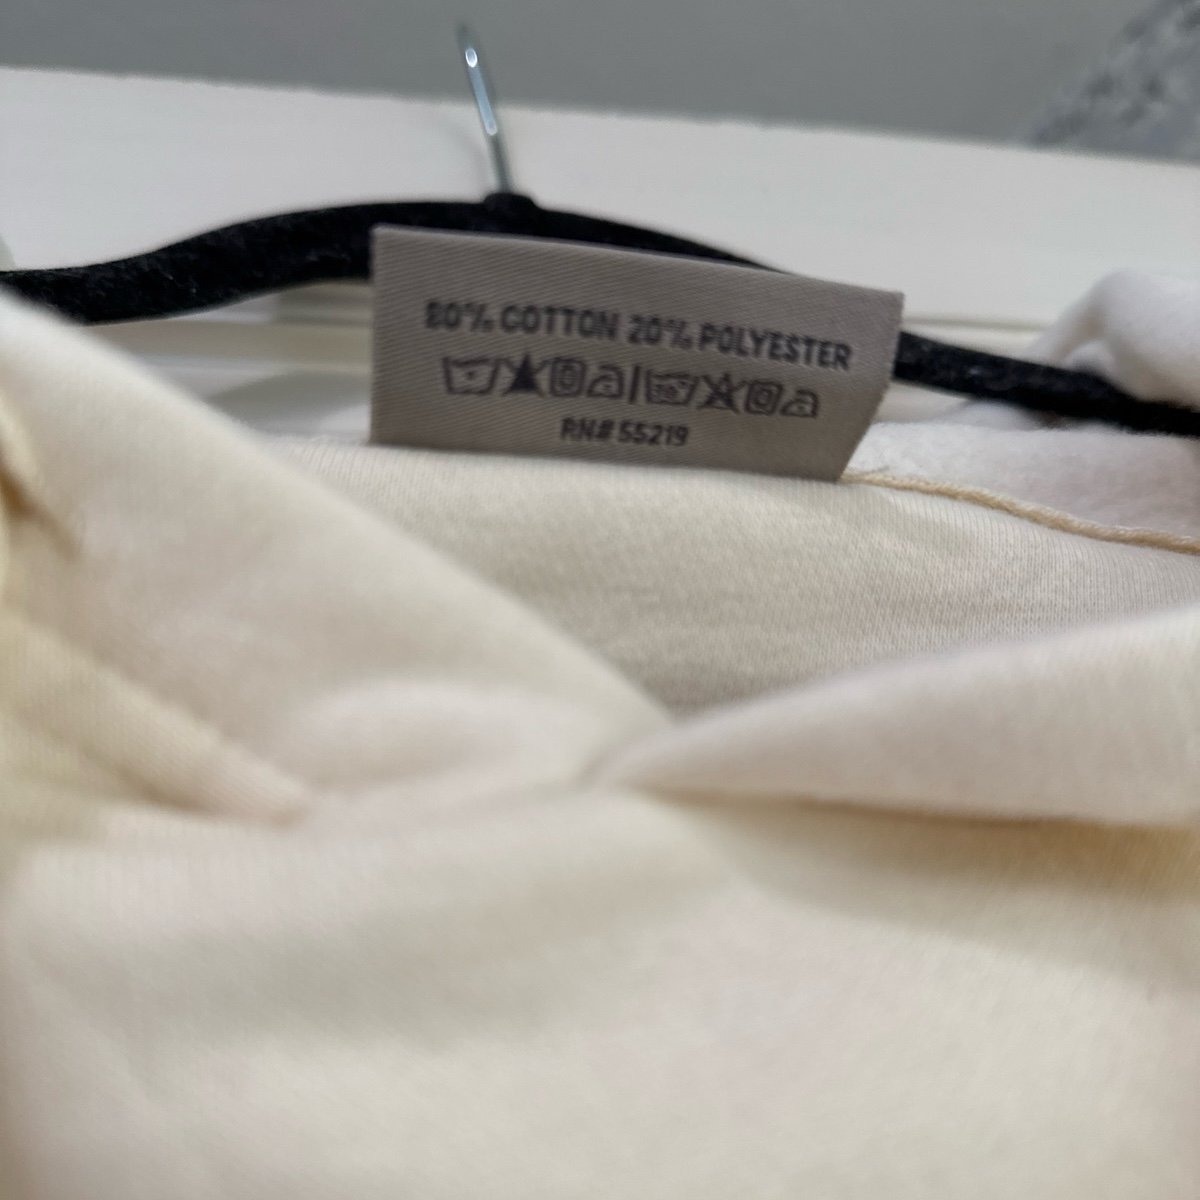 80% COTTON 20% POLYESTER
RN# 55219